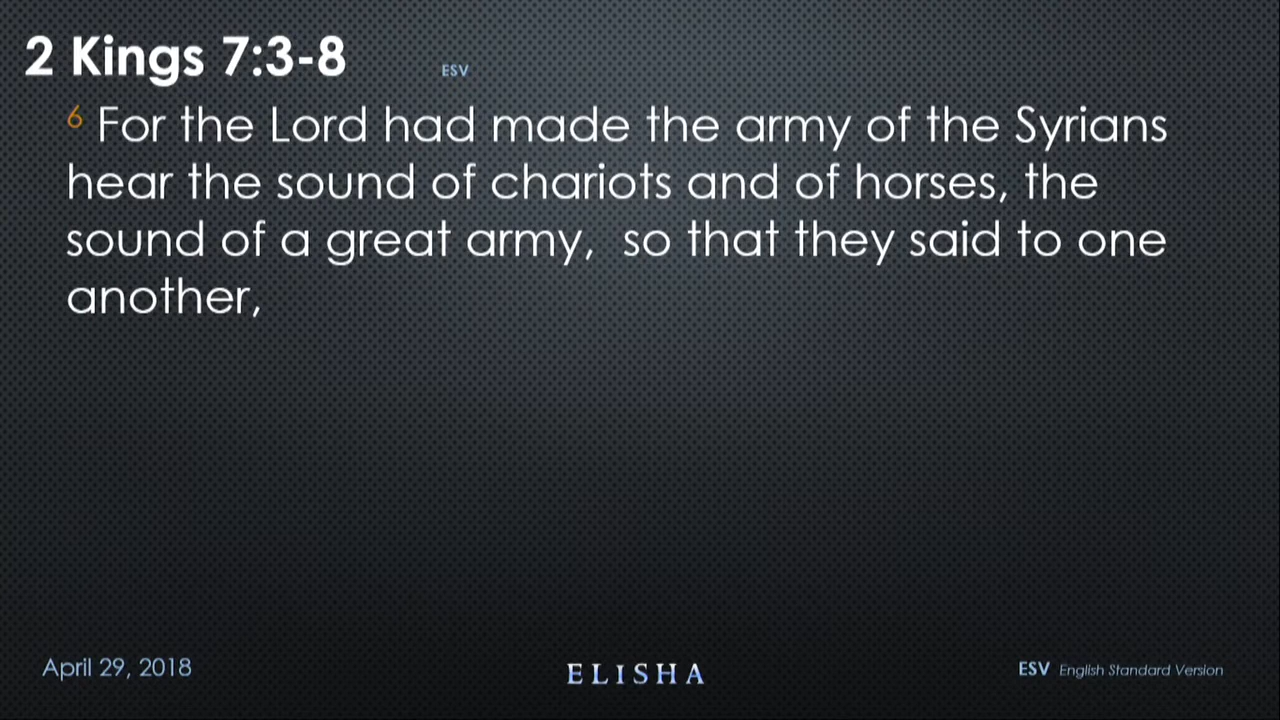 2 Kings 7:3-8 ESV
6 For the Lord had made the army of the Syrians
hear the sound of chariots and of horses, the
sound of a great army, so that they said to one
another,
April 29, 2018
ELISHA
ESV English Standard Version